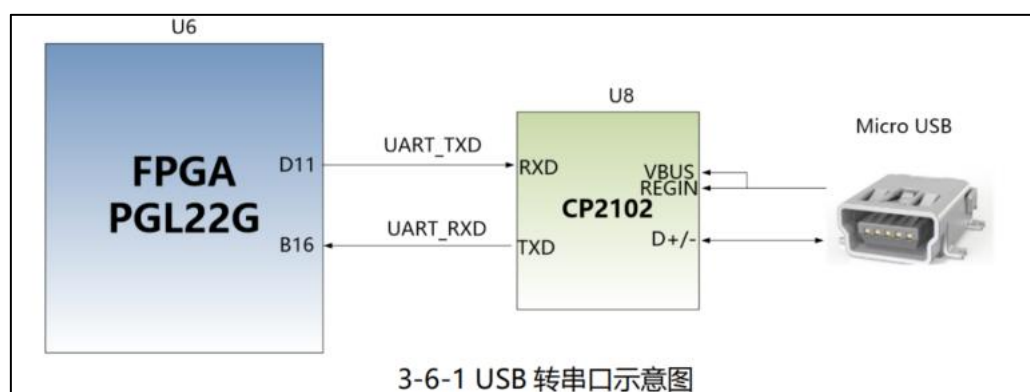 U6
FPGA
PGL22G
D11
B16
UART_TXD
UART_RXD
U8
RXD
TXD
VBUS
REGIN
CP2102
D+/-
Micro USB
3-6-1 USB 转串口示意图